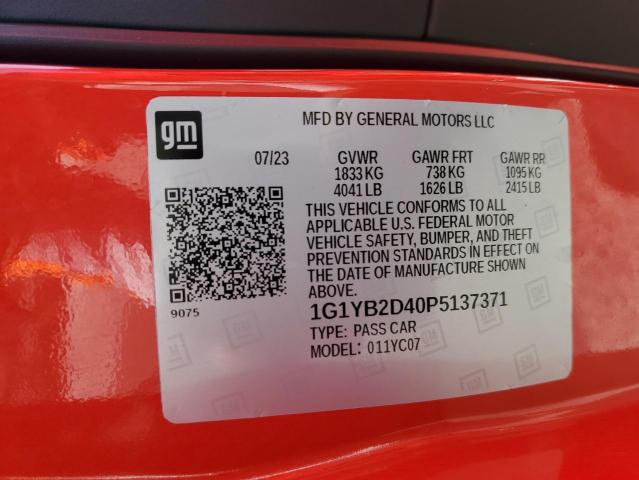 gm
MFD BY GENERAL MOTORS LLC
07/23 GVWR GAWR FRT GAWR RR
1833 KG 738 KG 1095 KG
4041 LB 1626 LB 2415 LB
THIS VEHICLE CONFORMS TO ALL
APPLICABLE U.S. FEDERAL MOTOR
VEHICLE SAFETY, BUMPER, AND THEFT
PREVENTION STANDARDS IN EFFECT ON
THE DATE OF MANUFACTURE SHOWN
ABOVE.
9075
1G1YB2D40P5137371
TYPE: PASS CAR
MODEL: 011YC07